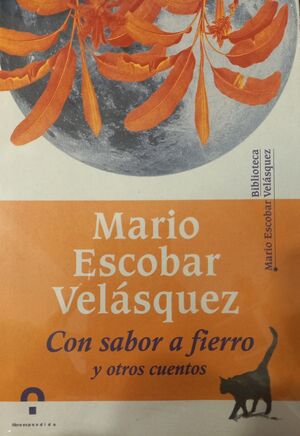 Biblioteca
Mario Escobar Velásquez
Mario
Escobar
Velásquez
Con sabor a fierro
y otros cuentos